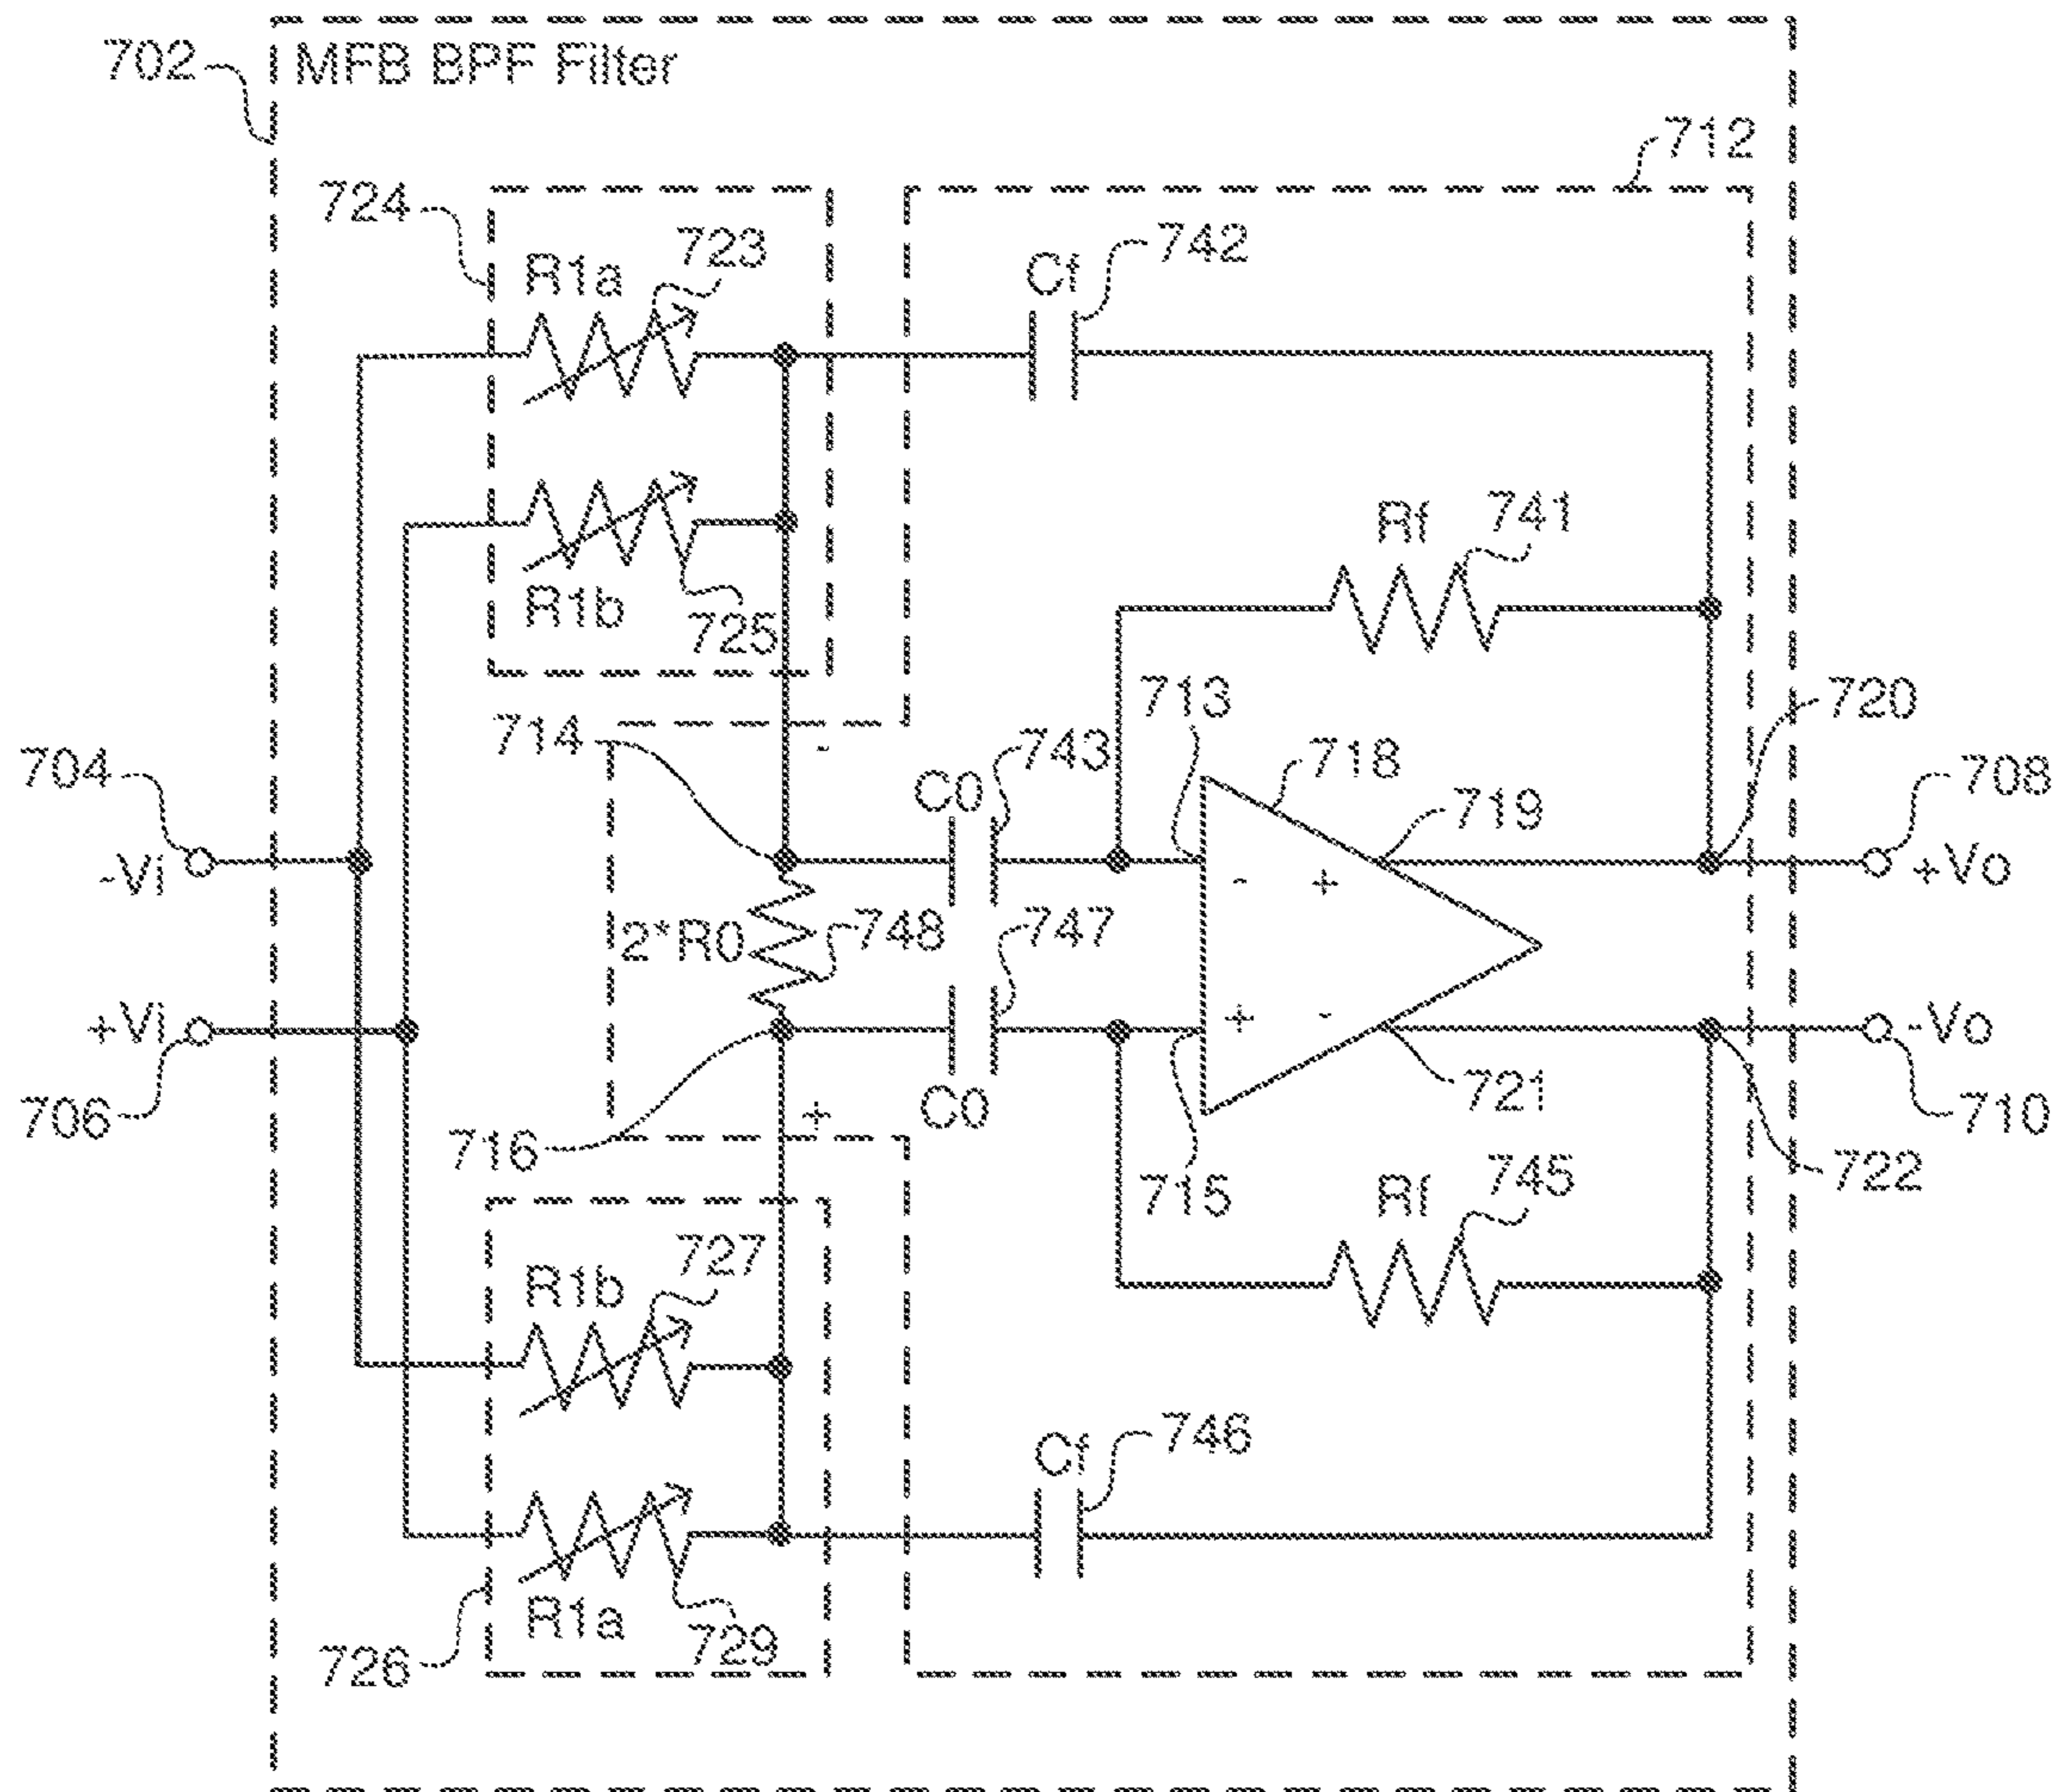 702
MFB BPF Filter
712
724
723
R1a
742
Cf
R1b
725
Rf
741
714
-
713
720
704
-Vi
C0
743
718
719
708
+Vo
- +
2*R0
748
747
+Vi
706
+ -
-Vo
710
716
+
C0
715
721
722
R1b
727
Rf
745
Cf
746
726
R1a
729